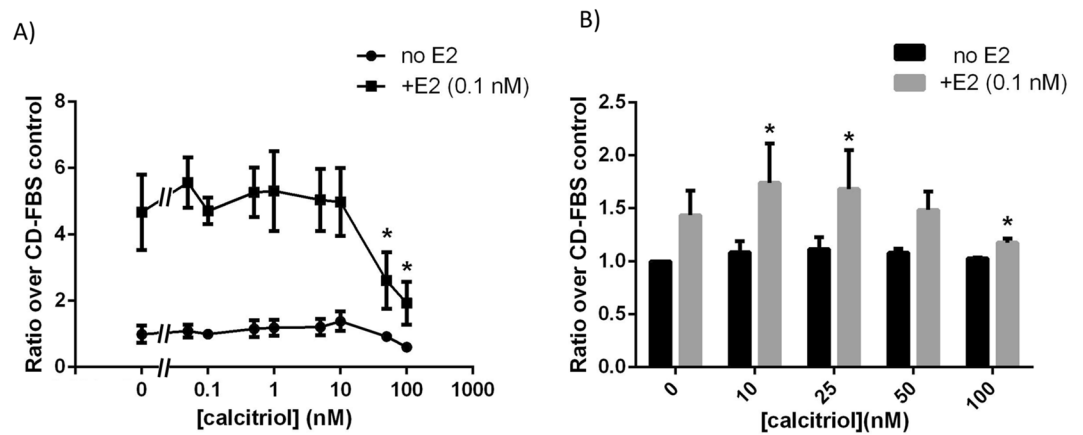 A)
no E2
+E2 (0.1 nM)
Ratio over CD-FBS control
8
6
4
2
0
*
*
0
0.1
1
10
100
1000
[calcitriol] (nM)
B)
no E2
+E2 (0.1 nM)
Ratio over CD-FBS control
2.5
2.0
1.5
1.0
0.5
0.0
*
*
*
0
10
25
50
100
[calcitriol](nM)